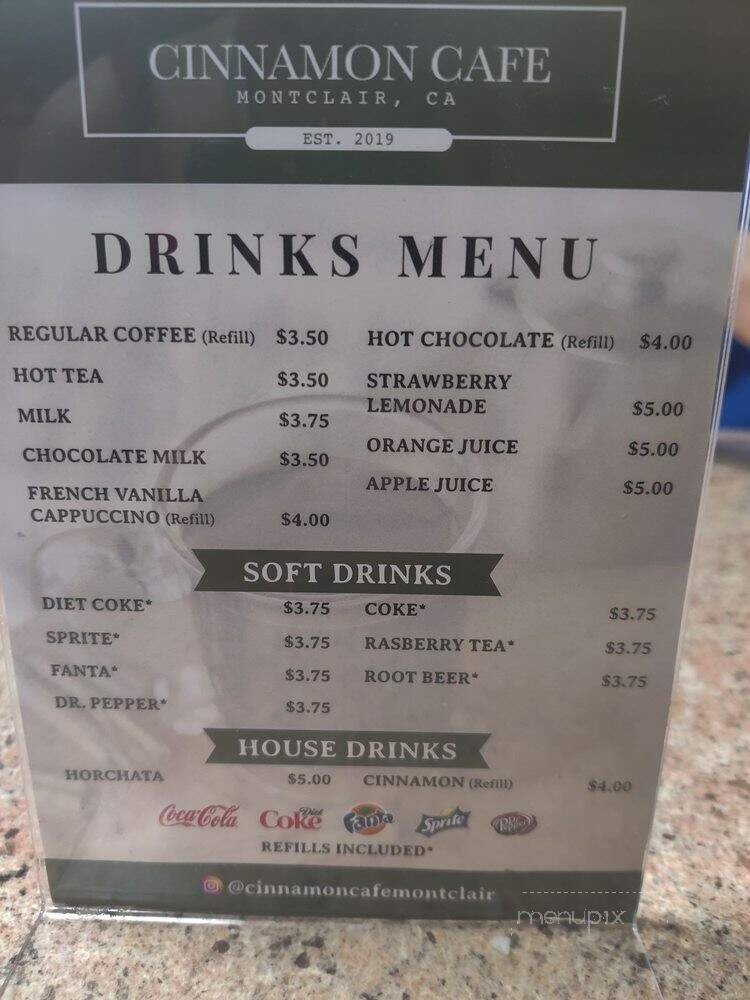 CINNAMON CAFE
MONTCLAIR, CA
EST. 2019
DRINKS MENU
REGULAR COFFEE (Refill) $3.50
HOT TEA $3.50
MILK $3.75
CHOCOLATE MILK $3.50
FRENCH VANILLA
CAPPUCCINO (Refill) $4.00
HOT CHOCOLATE (Refill) $4.00
STRAWBERRY
LEMONADE $5.00
ORANGE JUICE $5.00
APPLE JUICE $5.00
SOFT DRINKS
DIET COKE* $3.75
SPRITE* $3.75
FANTA* $3.75
DR. PEPPER* $3.75
COKE* $3.75
RASBERRY TEA* $3.75
ROOT BEER* $3.75
HOUSE DRINKS
HORCHATA $5.00
CINNAMON (Refill) $4.00
Coca-Cola Diet Coke Fanta Sprite Dr Pepper
REFILLS INCLUDED*
@cinnamoncafemontclair
menupix